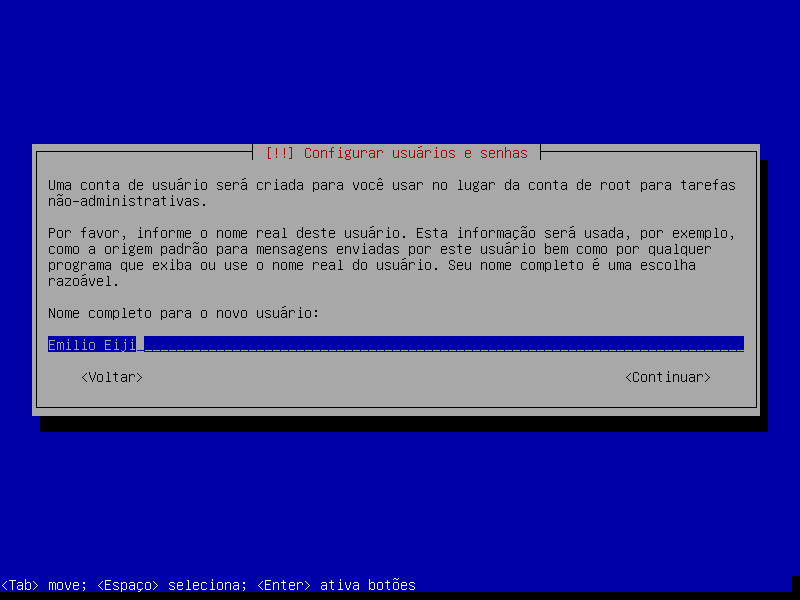 [!!] Configurar usuários e senhas
Uma conta de usuário será criada para você usar no lugar da conta de root para tarefas
não-administrativas.
Por favor, informe o nome real deste usuário. Esta informação será usada, por exemplo,
como a origem padrão para mensagens enviadas por este usuário bem como por qualquer
programa que exiba ou use o nome real do usuário. Seu nome completo é uma escolha
razoável.
Nome completo para o novo usuário:
Emilio Eiji
<Voltar> <Continuar>
<Tab> move; <Espaço> seleciona; <Enter> ativa botões